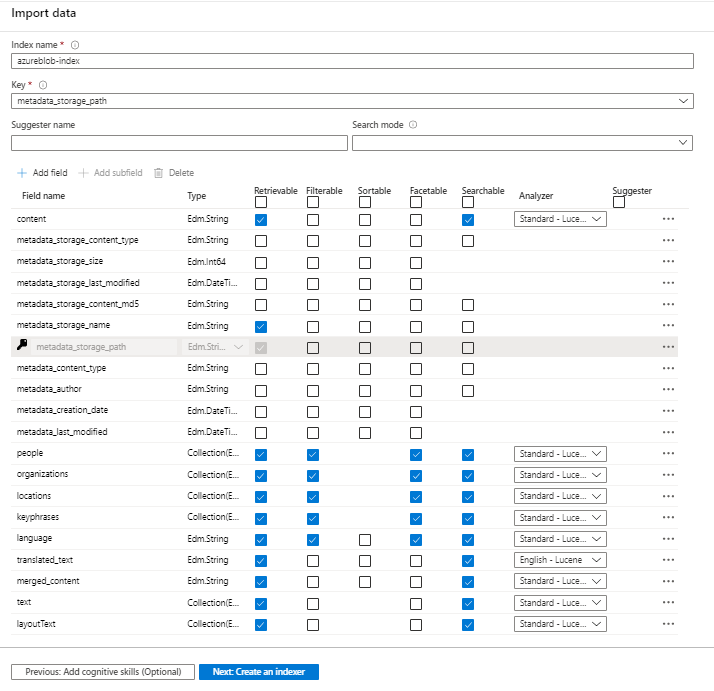 Import data
Index name *
azureblob-index
Key *
metadata_storage_path
Suggester name Search mode
Add field Add subfield Delete
Field name Type Retrievable Filterable Sortable Facetable Searchable Analyzer Suggester
content Edm.String Standard - Luce...
metadata_storage_content_type Edm.String
metadata_storage_size Edm.Int64
metadata_storage_last_modified Edm.DateTi...
metadata_storage_content_md5 Edm.String
metadata_storage_name Edm.String
metadata_storage_path Edm.Stri...
metadata_content_type Edm.String
metadata_author Edm.String
metadata_creation_date Edm.DateTi...
metadata_last_modified Edm.DateTi...
people Collection(E... Standard - Luce...
organizations Collection(E... Standard - Luce...
locations Collection(E... Standard - Luce...
keyphrases Collection(E... Standard - Luce...
language Edm.String Standard - Luce...
translated_text Edm.String English - Lucene
merged_content Edm.String Standard - Luce...
text Collection(E... Standard - Luce...
layoutText Collection(E... Standard - Luce...
Previous: Add cognitive skills (Optional) Next: Create an indexer